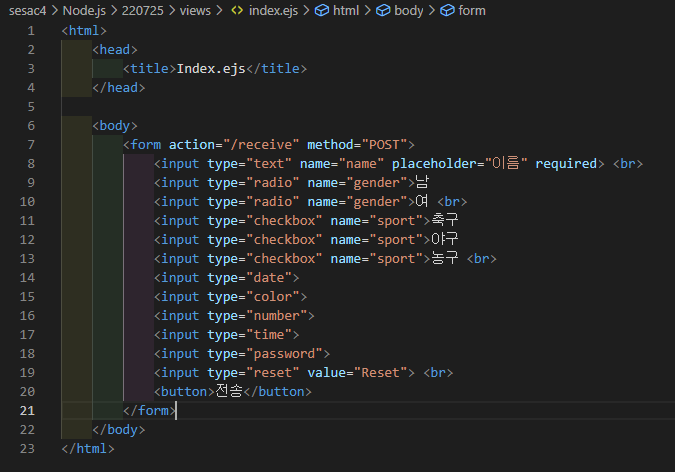 sesac4 > Node.js > 220725 > views > <> index.ejs > html > body > form
1 <html>
2 <head>
3 <title>Index.ejs</title>
4 </head>
5
6 <body>
7 <form action="/receive" method="POST">
8 <input type="text" name="name" placeholder="이름" required> <br>
9 <input type="radio" name="gender">남
10 <input type="radio" name="gender">여 <br>
11 <input type="checkbox" name="sport">축구
12 <input type="checkbox" name="sport">야구
13 <input type="checkbox" name="sport">농구 <br>
14 <input type="date">
15 <input type="color">
16 <input type="number">
17 <input type="time">
18 <input type="password">
19 <input type="reset" value="Reset"> <br>
20 <button>전송</button>
21 </form>
22 </body>
23 </html>